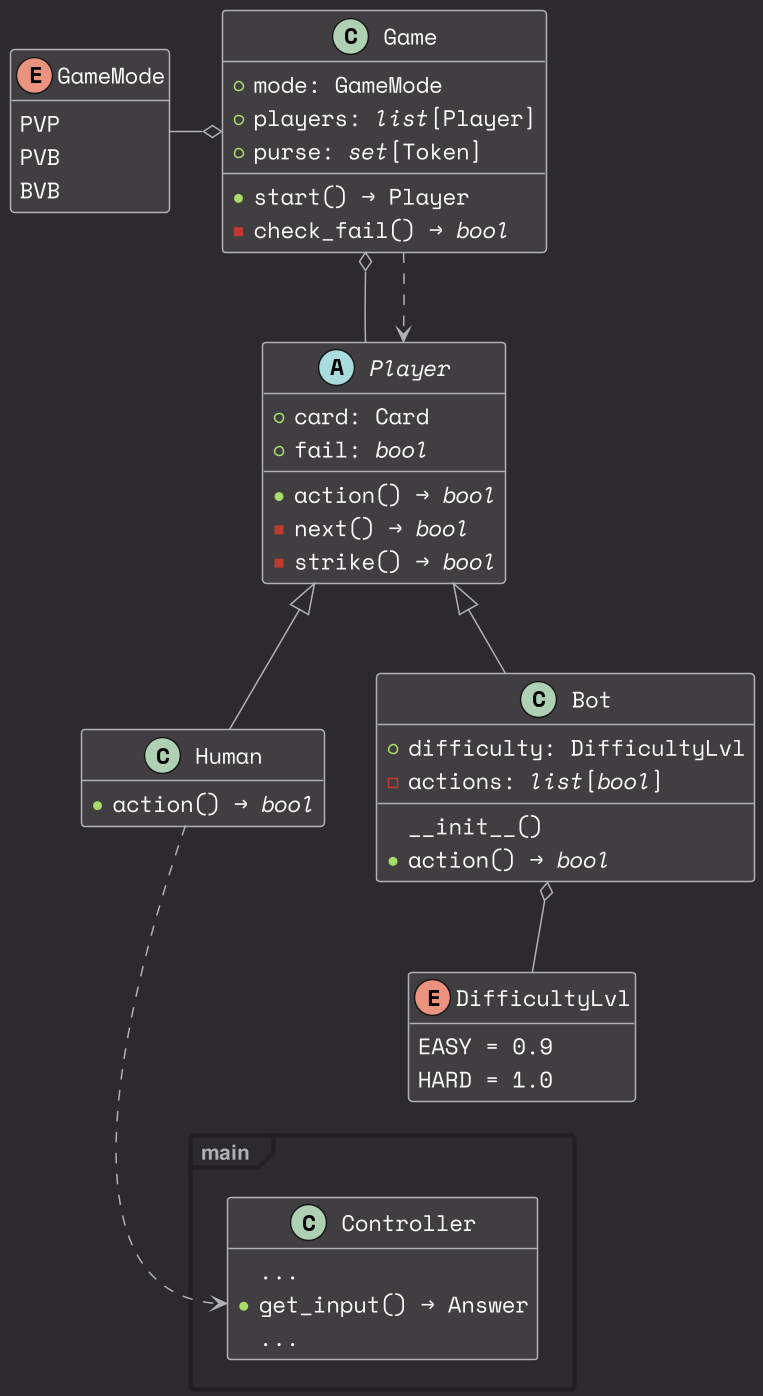 C Game
mode: GameMode
players: list[Player]
purse: set[Token]
start() → Player
check_fail() → bool
E GameMode
PVP
PVB
BVB
A Player
card: Card
fail: bool
action() → bool
next() → bool
strike() → bool
C Human
action() → bool
C Bot
difficulty: DifficultyLvl
actions: list[bool]
__init__()
action() → bool
E DifficultyLvl
EASY = 0.9
HARD = 1.0
main
C Controller
...
get_input() → Answer
...